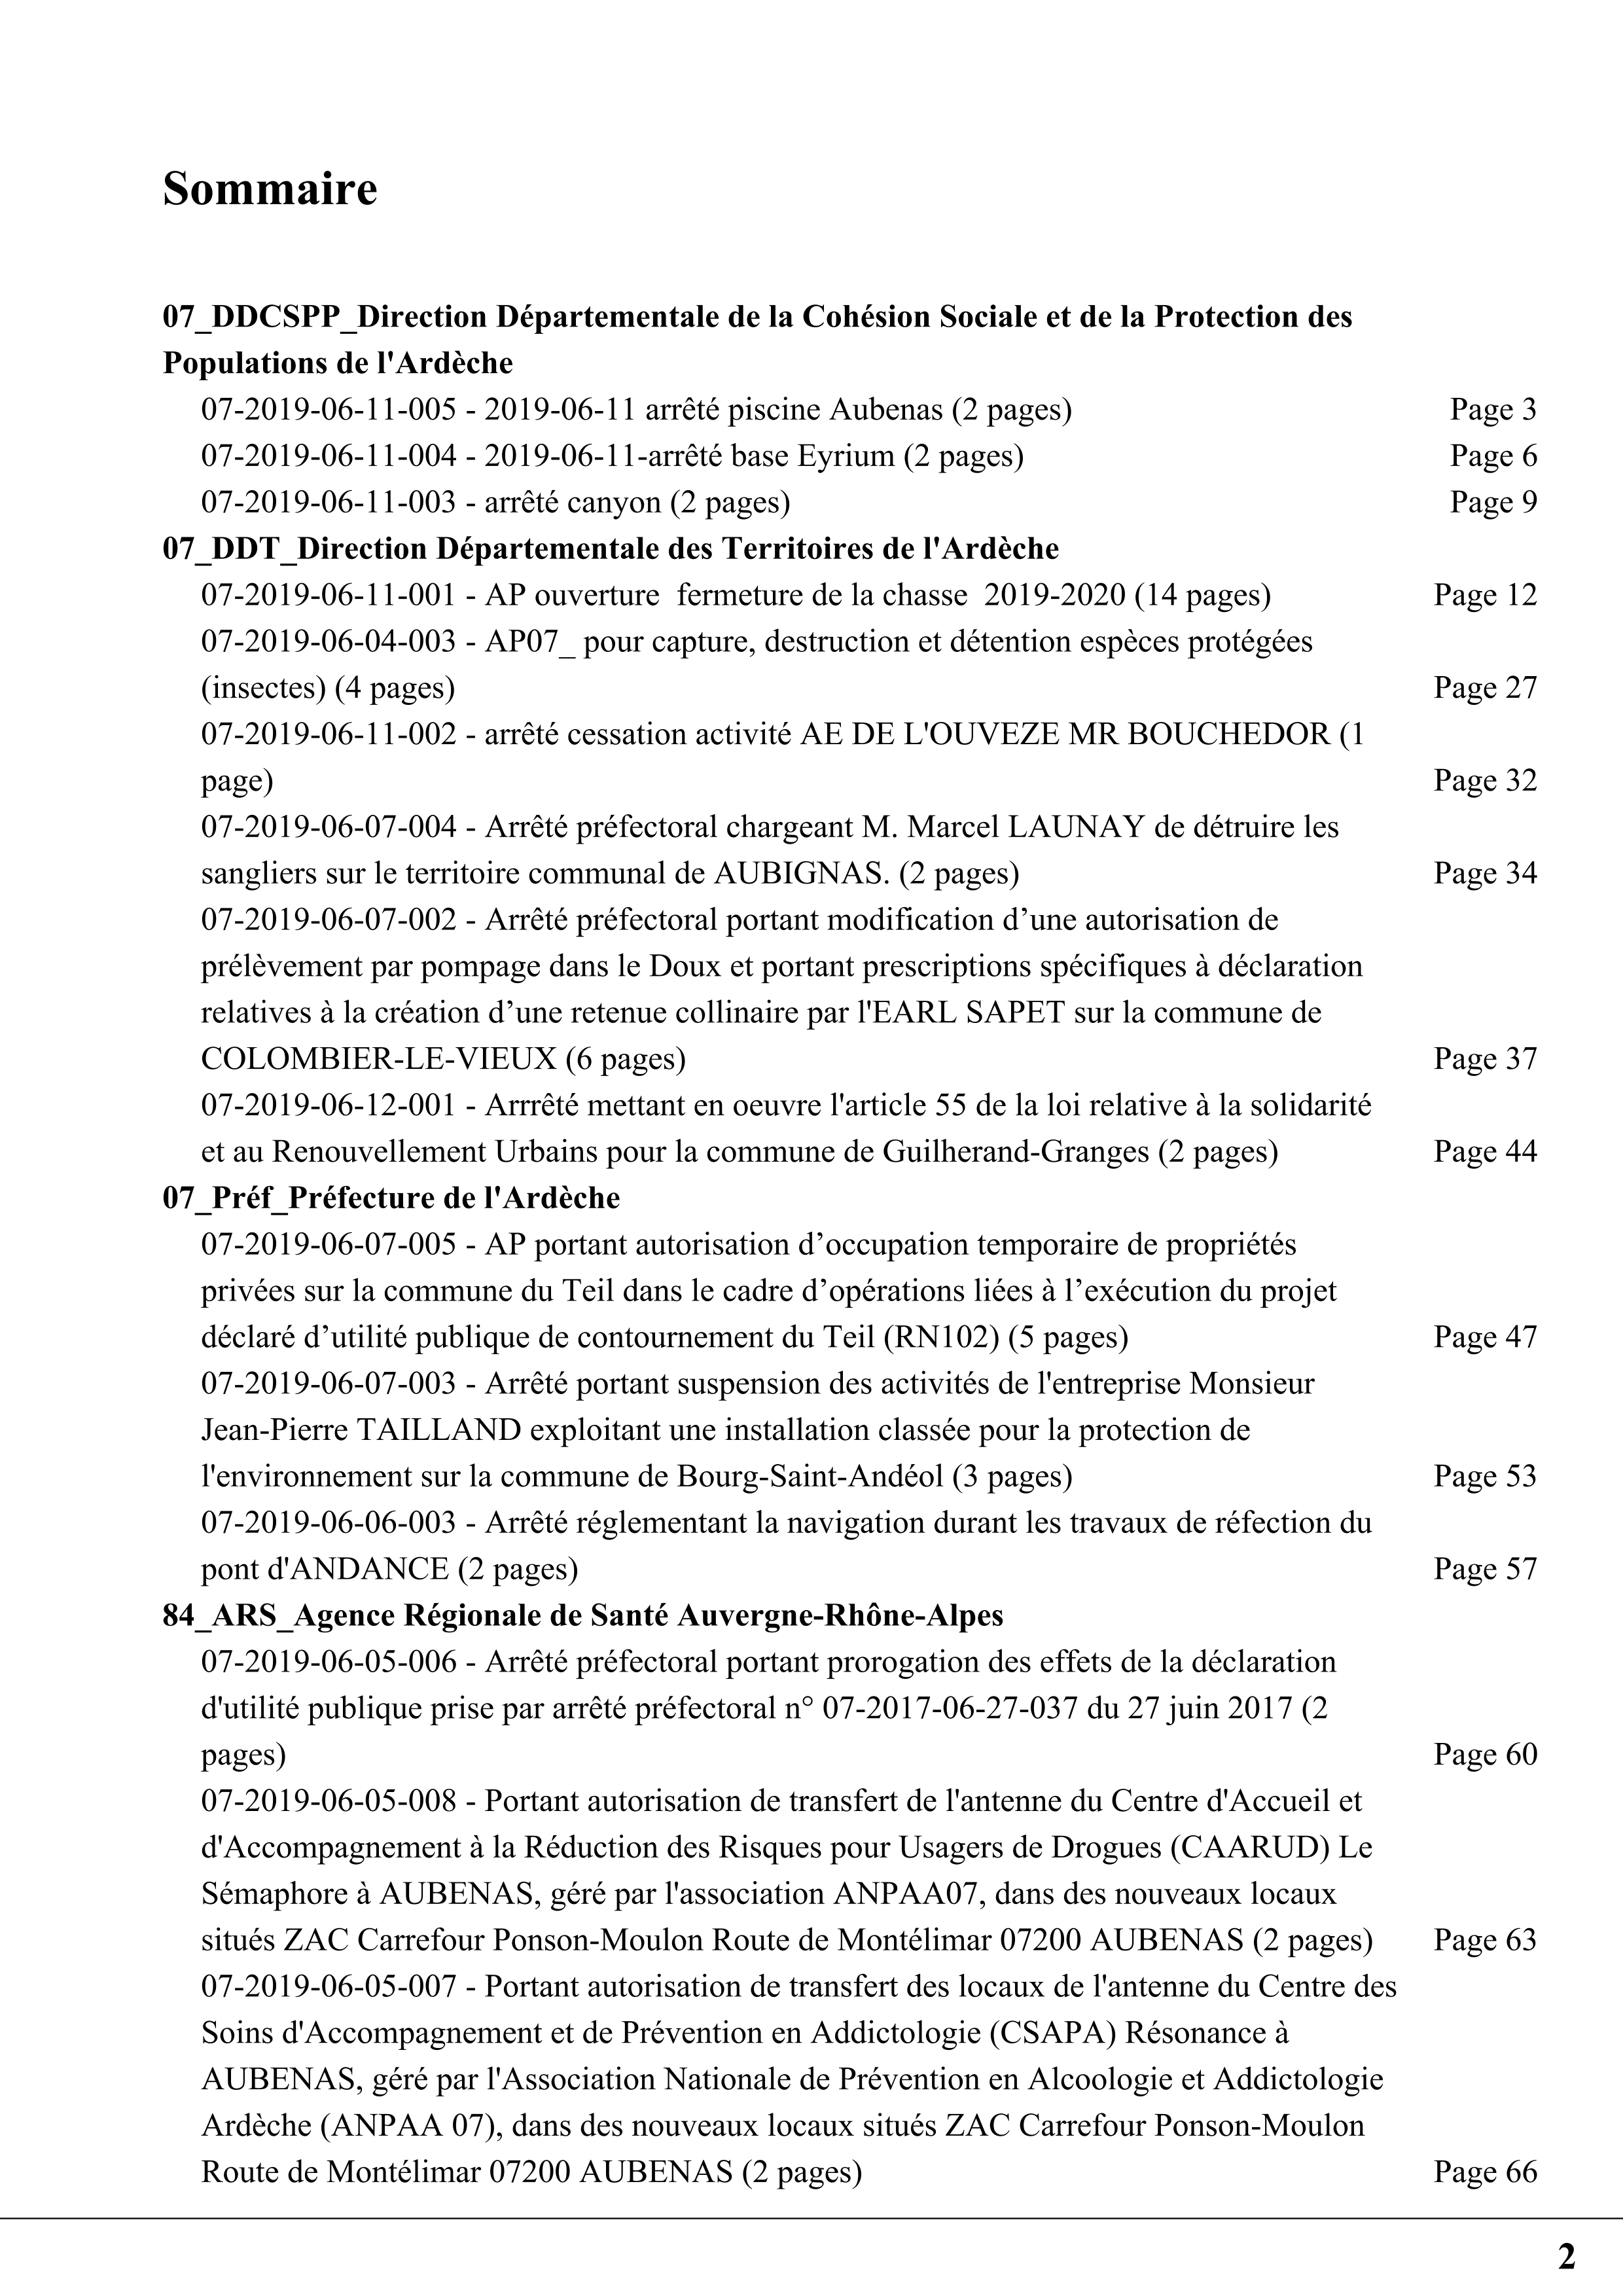 Sommaire
07_DDCSPP_Direction Départementale de la Cohésion Sociale et de la Protection des
Populations de l'Ardèche
07-2019-06-11-005 - 2019-06-11 arrêté piscine Aubenas (2 pages) Page 3
07-2019-06-11-004 - 2019-06-11-arrêté base Eyrium (2 pages) Page 6
07-2019-06-11-003 - arrêté canyon (2 pages) Page 9
07_DDT_Direction Départementale des Territoires de l'Ardèche
07-2019-06-11-001 - AP ouverture  fermeture de la chasse  2019-2020 (14 pages) Page 12
07-2019-06-04-003 - AP07_ pour capture, destruction et détention espèces protégées
(insectes) (4 pages) Page 27
07-2019-06-11-002 - arrêté cessation activité AE DE L'OUVEZE MR BOUCHEDOR (1
page) Page 32
07-2019-06-07-004 - Arrêté préfectoral chargeant M. Marcel LAUNAY de détruire les
sangliers sur le territoire communal de AUBIGNAS. (2 pages) Page 34
07-2019-06-07-002 - Arrêté préfectoral portant modification d’une autorisation de
prélèvement par pompage dans le Doux et portant prescriptions spécifiques à déclaration
relatives à la création d’une retenue collinaire par l'EARL SAPET sur la commune de
COLOMBIER-LE-VIEUX (6 pages) Page 37
07-2019-06-12-001 - Arrrêté mettant en oeuvre l'article 55 de la loi relative à la solidarité
et au Renouvellement Urbains pour la commune de Guilherand-Granges (2 pages) Page 44
07_Préf_Préfecture de l'Ardèche
07-2019-06-07-005 - AP portant autorisation d’occupation temporaire de propriétés
privées sur la commune du Teil dans le cadre d’opérations liées à l’exécution du projet
déclaré d’utilité publique de contournement du Teil (RN102) (5 pages) Page 47
07-2019-06-07-003 - Arrêté portant suspension des activités de l'entreprise Monsieur
Jean-Pierre TAILLAND exploitant une installation classée pour la protection de
l'environnement sur la commune de Bourg-Saint-Andéol (3 pages) Page 53
07-2019-06-06-003 - Arrêté réglementant la navigation durant les travaux de réfection du
pont d'ANDANCE (2 pages) Page 57
84_ARS_Agence Régionale de Santé Auvergne-Rhône-Alpes
07-2019-06-05-006 - Arrêté préfectoral portant prorogation des effets de la déclaration
d'utilité publique prise par arrêté préfectoral n° 07-2017-06-27-037 du 27 juin 2017 (2
pages) Page 60
07-2019-06-05-008 - Portant autorisation de transfert de l'antenne du Centre d'Accueil et
d'Accompagnement à la Réduction des Risques pour Usagers de Drogues (CAARUD) Le
Sémaphore à AUBENAS, géré par l'association ANPAA07, dans des nouveaux locaux
situés ZAC Carrefour Ponson-Moulon Route de Montélimar 07200 AUBENAS (2 pages) Page 63
07-2019-06-05-007 - Portant autorisation de transfert des locaux de l'antenne du Centre des
Soins d'Accompagnement et de Prévention en Addictologie (CSAPA) Résonance à
AUBENAS, géré par l'Association Nationale de Prévention en Alcoologie et Addictologie
Ardèche (ANPAA 07), dans des nouveaux locaux situés ZAC Carrefour Ponson-Moulon
Route de Montélimar 07200 AUBENAS (2 pages) Page 66
2